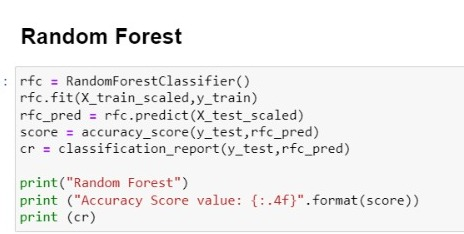 Random Forest
: rfc = RandomForestClassifier()
rfc.fit(X_train_scaled,y_train)
rfc_pred = rfc.predict(X_test_scaled)
score = accuracy_score(y_test,rfc_pred)
cr = classification_report(y_test,rfc_pred)
print("Random Forest")
print ("Accuracy Score value: {:.4f}".format(score))
print (cr)